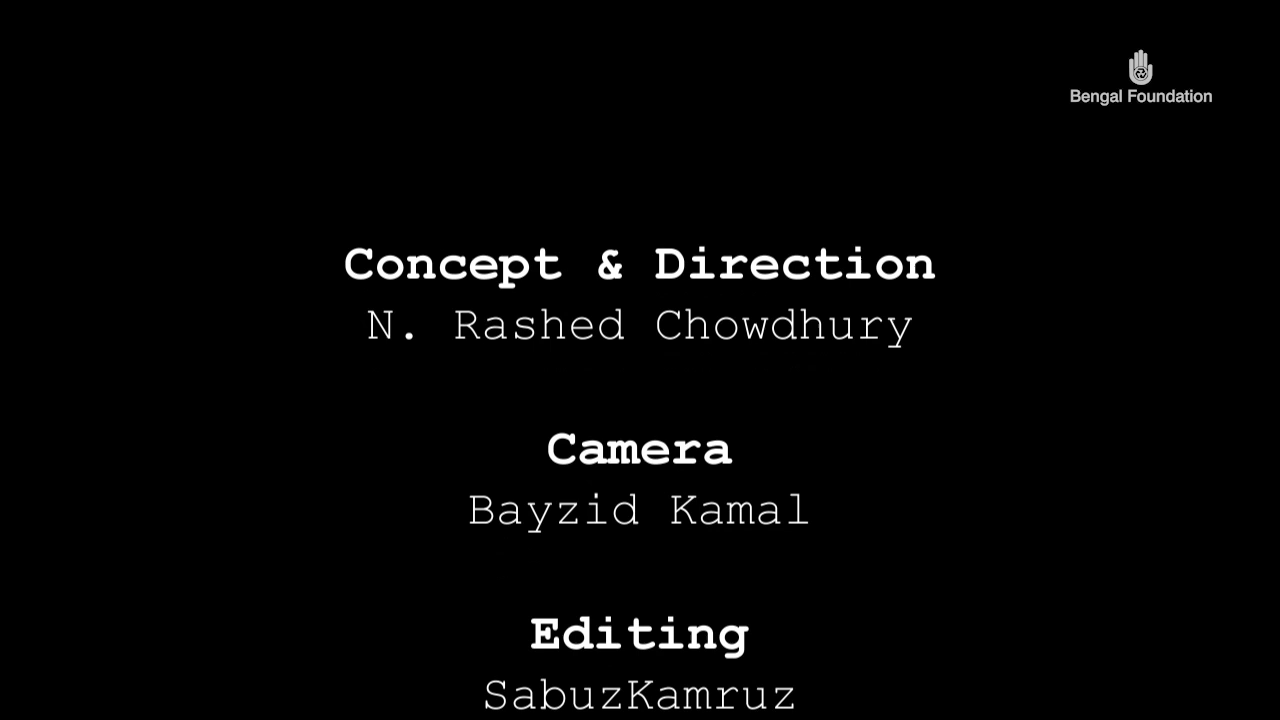 Bengal Foundation
Concept & Direction
N. Rashed Chowdhury
Camera
Bayzid Kamal
Editing
SabuzKamruz